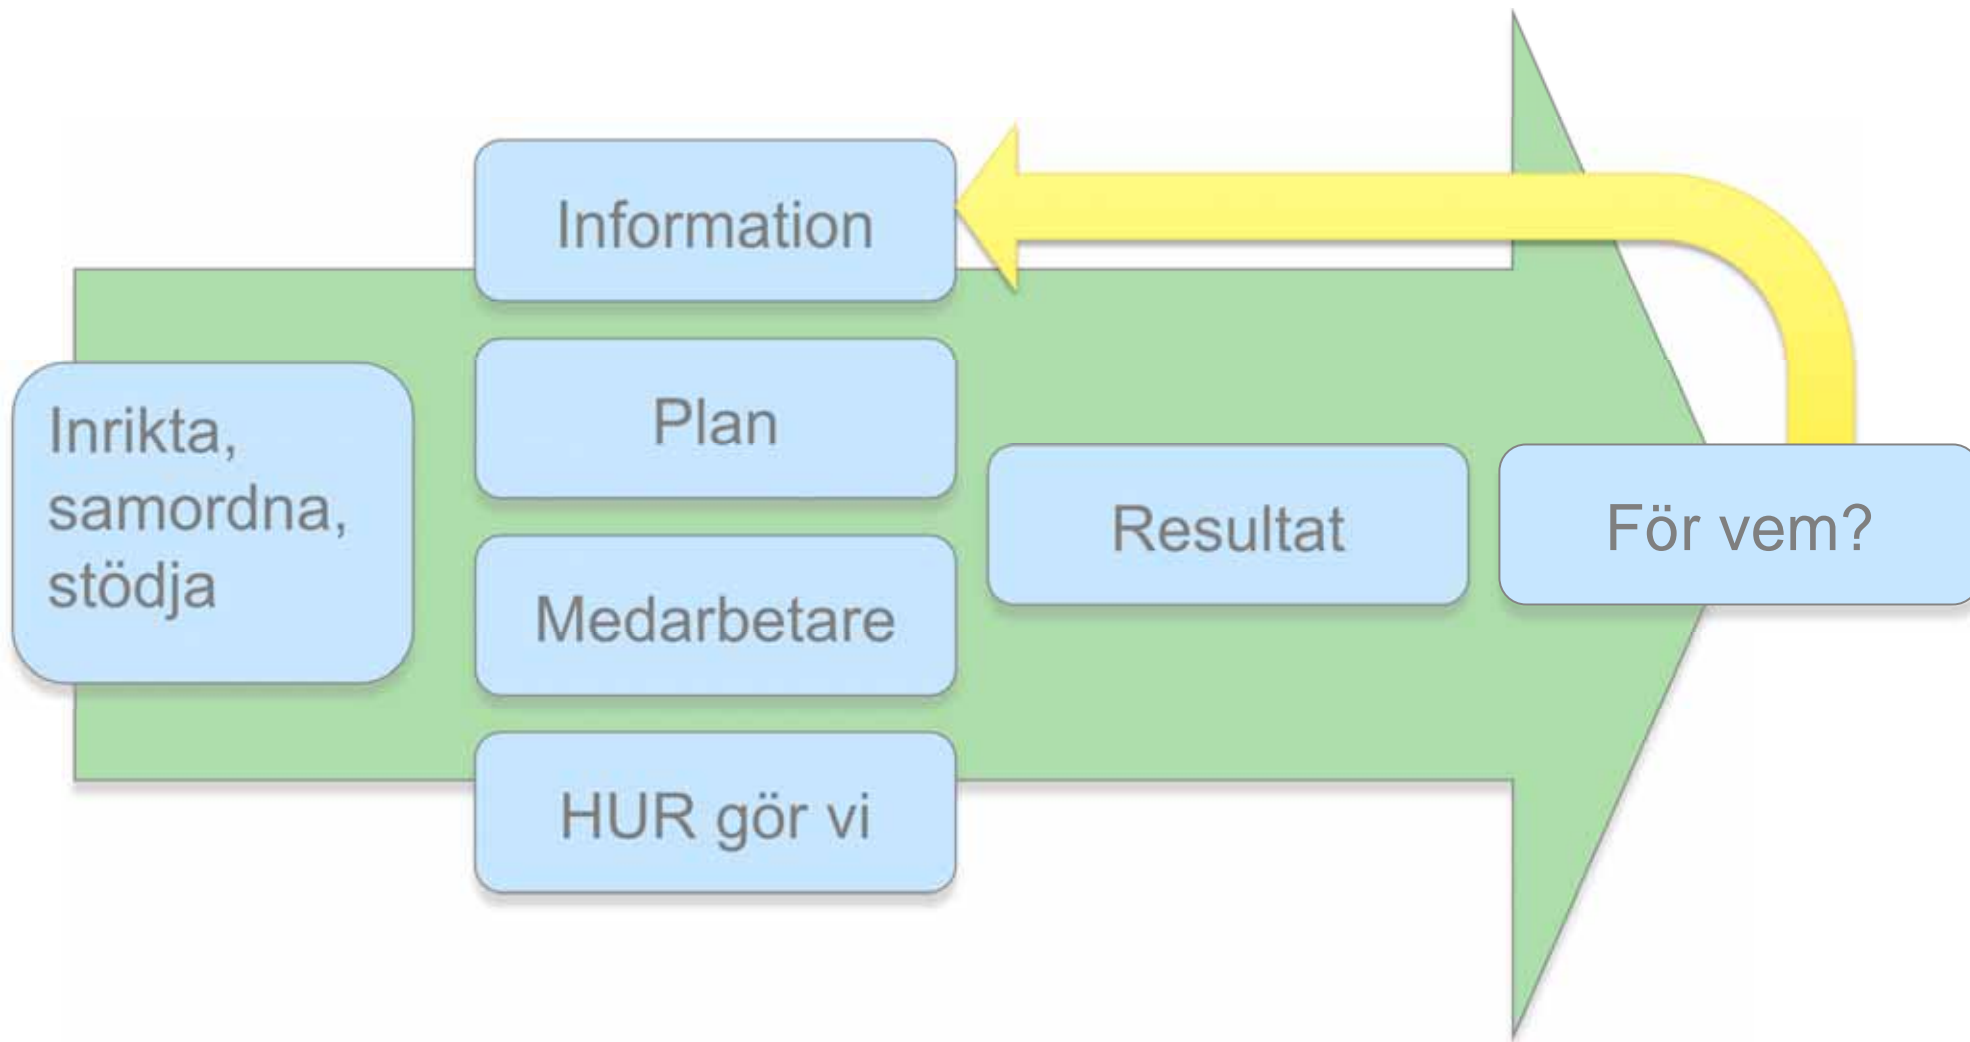 Inrikta,
samordna,
stödja
Information
Plan
Medarbetare
HUR gör vi
Resultat
För vem?